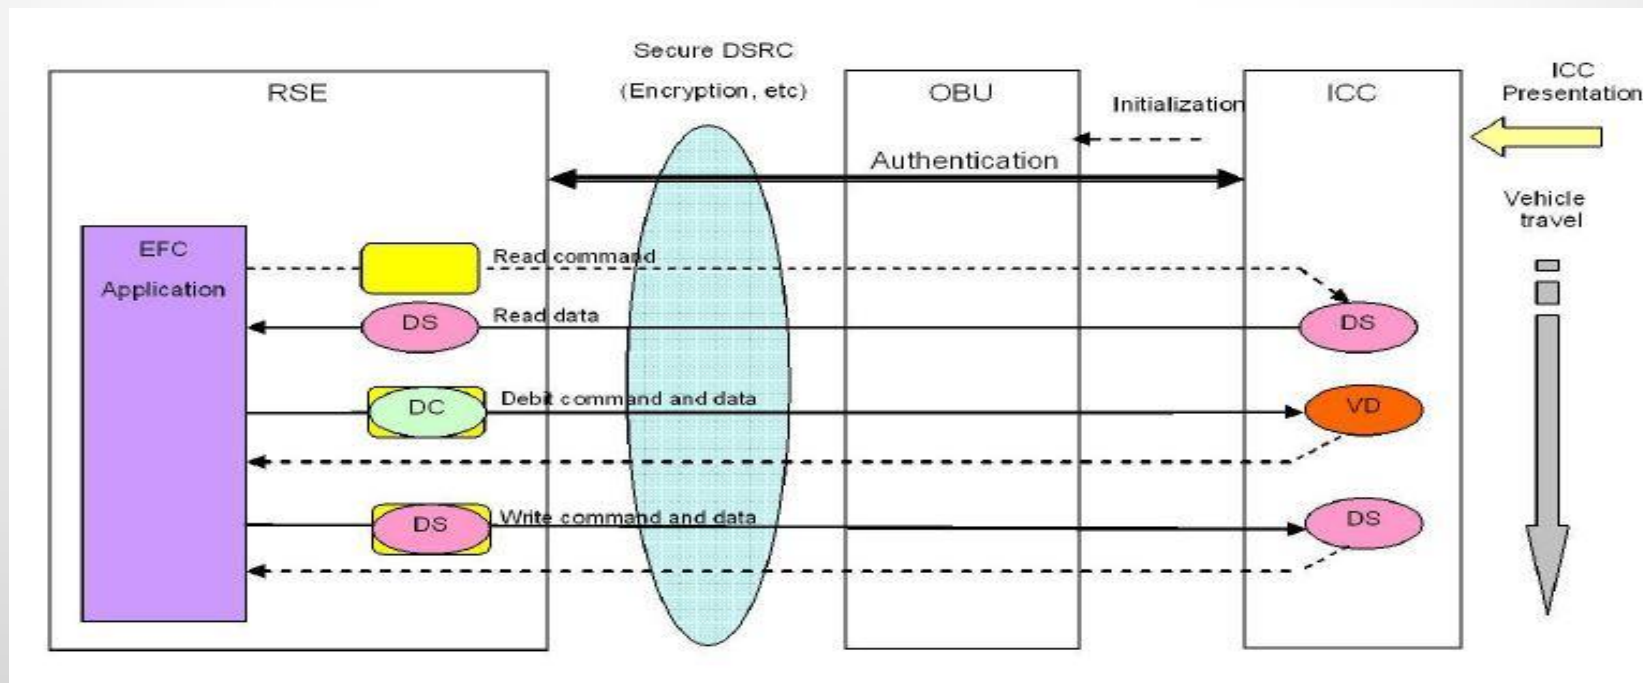 Secure DSRC
(Encryption, etc)
RSE
OBU
ICC
ICC
Presentation
Initialization
Authentication
Vehicle
travel
EFC
Application
Read command
DS
Read data
DS
DC
Debit command and data
VD
DS
Write command and data
DS